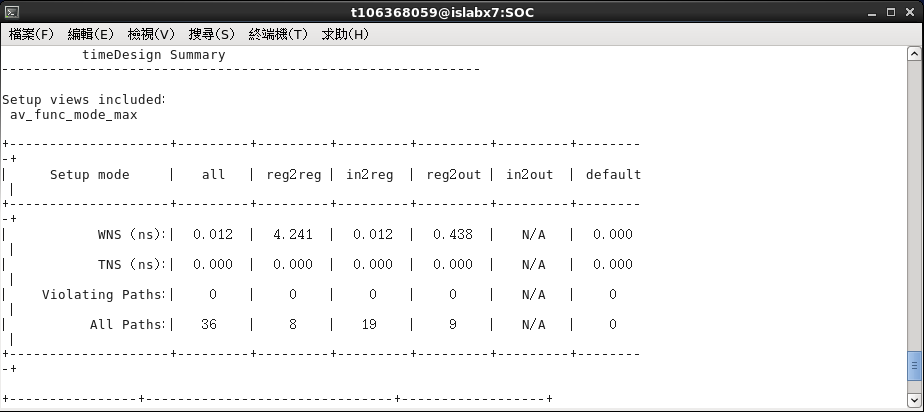 t106368059@islabx7:SOC
檔案(F) 編輯(E) 檢視(V) 搜尋(S) 終端機(T) 求助(H)
          timeDesign Summary
------------------------------------------------------------

Setup views included:
 av_func_mode_max

+--------------------+---------+---------+---------+---------+---------+--------
-+
|     Setup mode     |   all   | reg2reg | in2reg  | reg2out | in2out  | default
 |
+--------------------+---------+---------+---------+---------+---------+--------
-+
|           WNS (ns):|  0.012  |  4.241  |  0.012  |  0.438  |   N/A   |  0.000
 |
|           TNS (ns):|  0.000  |  0.000  |  0.000  |  0.000  |   N/A   |  0.000
 |
|    Violating Paths:|    0    |    0    |    0    |    0    |   N/A   |    0
 |
|          All Paths:|   36    |    8    |   19    |    9    |   N/A   |    0
 |
+--------------------+---------+---------+---------+---------+---------+--------
-+

+----------------+-------------------------------+------------------+